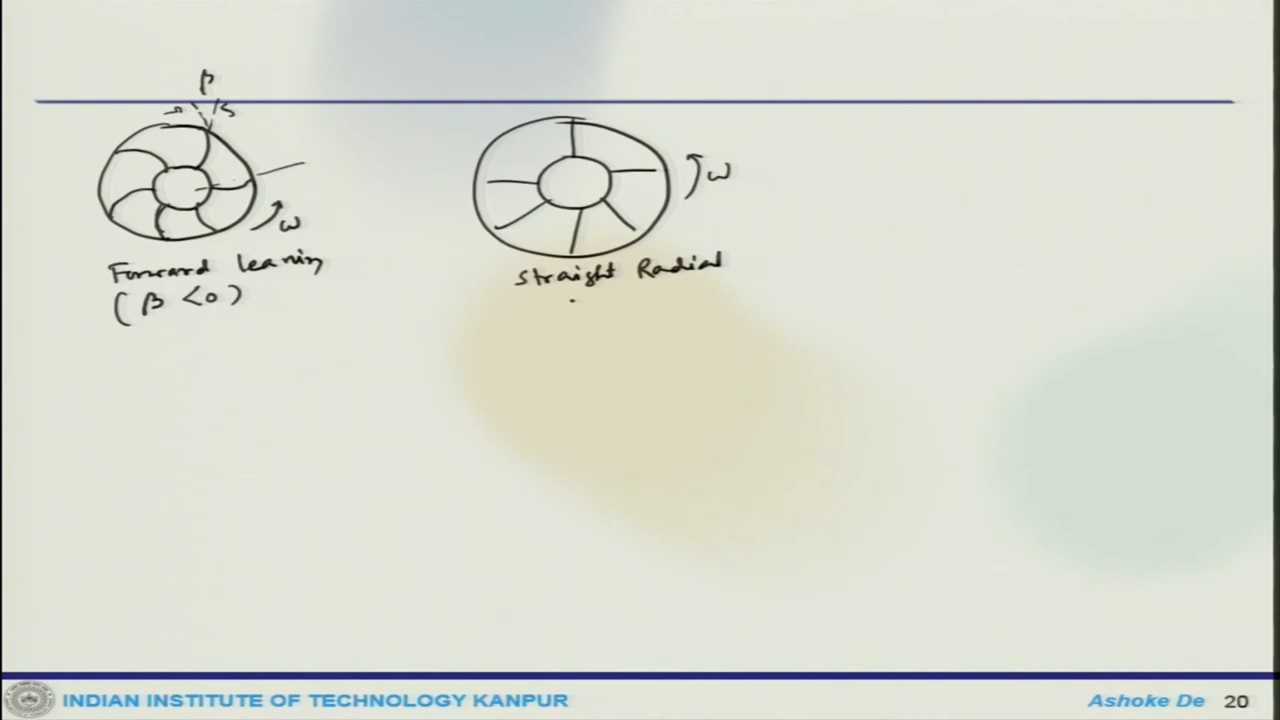 β
ω
ω
Forward leaning
(β <0)
Straight Radial
INDIAN INSTITUTE OF TECHNOLOGY KANPUR
Ashoke De 20